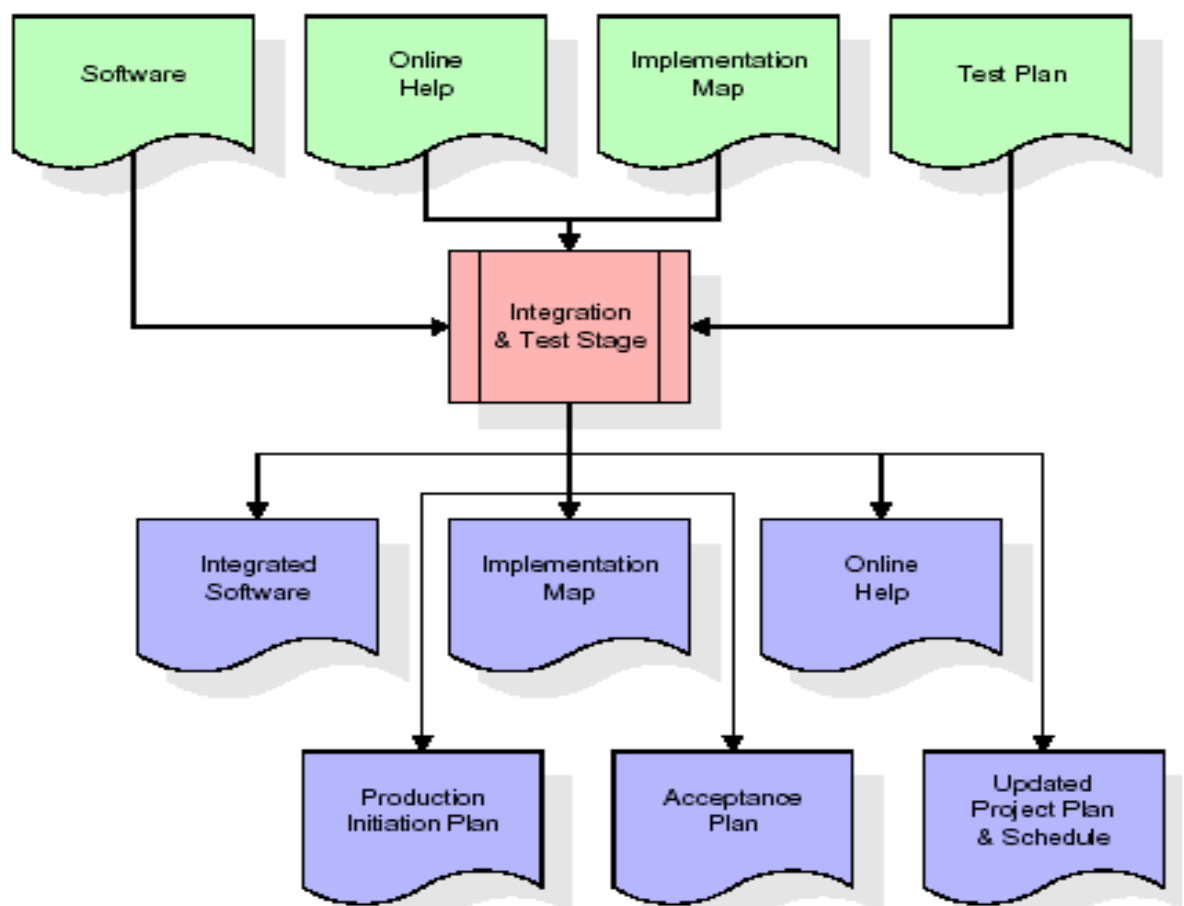 Software
Online
Help
Implementation
Map
Test Plan
Integration
& Test Stage
Integrated
Software
Implementation
Map
Online
Help
Production
Initiation Plan
Acceptance
Plan
Updated
Project Plan
& Schedule